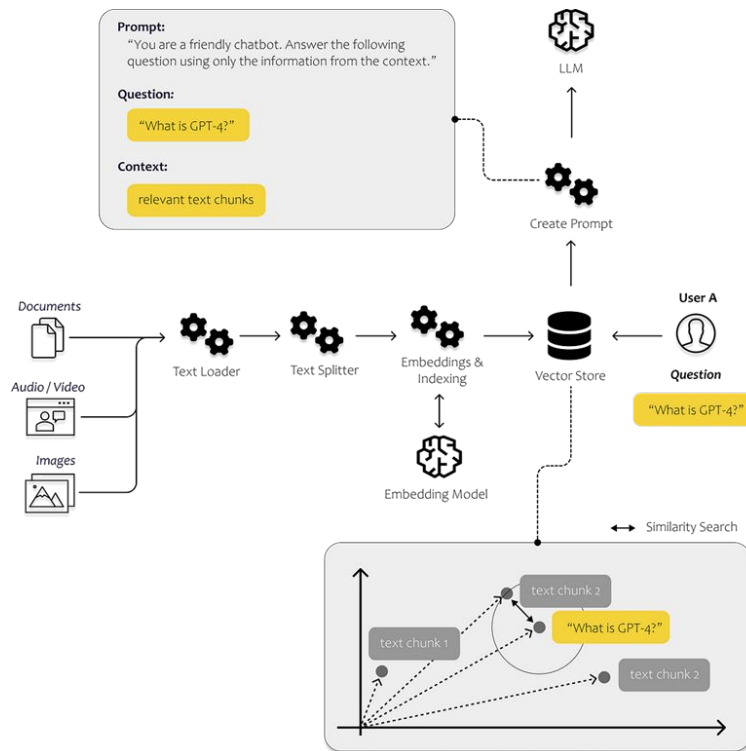 Prompt:
“You are a friendly chatbot. Answer the following
question using only the information from the context.”
Question:
“What is GPT-4?”
Context:
relevant text chunks
LLM
Create Prompt
Documents
Audio / Video
Images
Text Loader
Text Splitter
Embeddings &
Indexing
Embedding Model
Vector Store
User A
Question
“What is GPT-4?”
Similarity Search
text chunk 2
“What is GPT-4?”
text chunk 1
text chunk 2